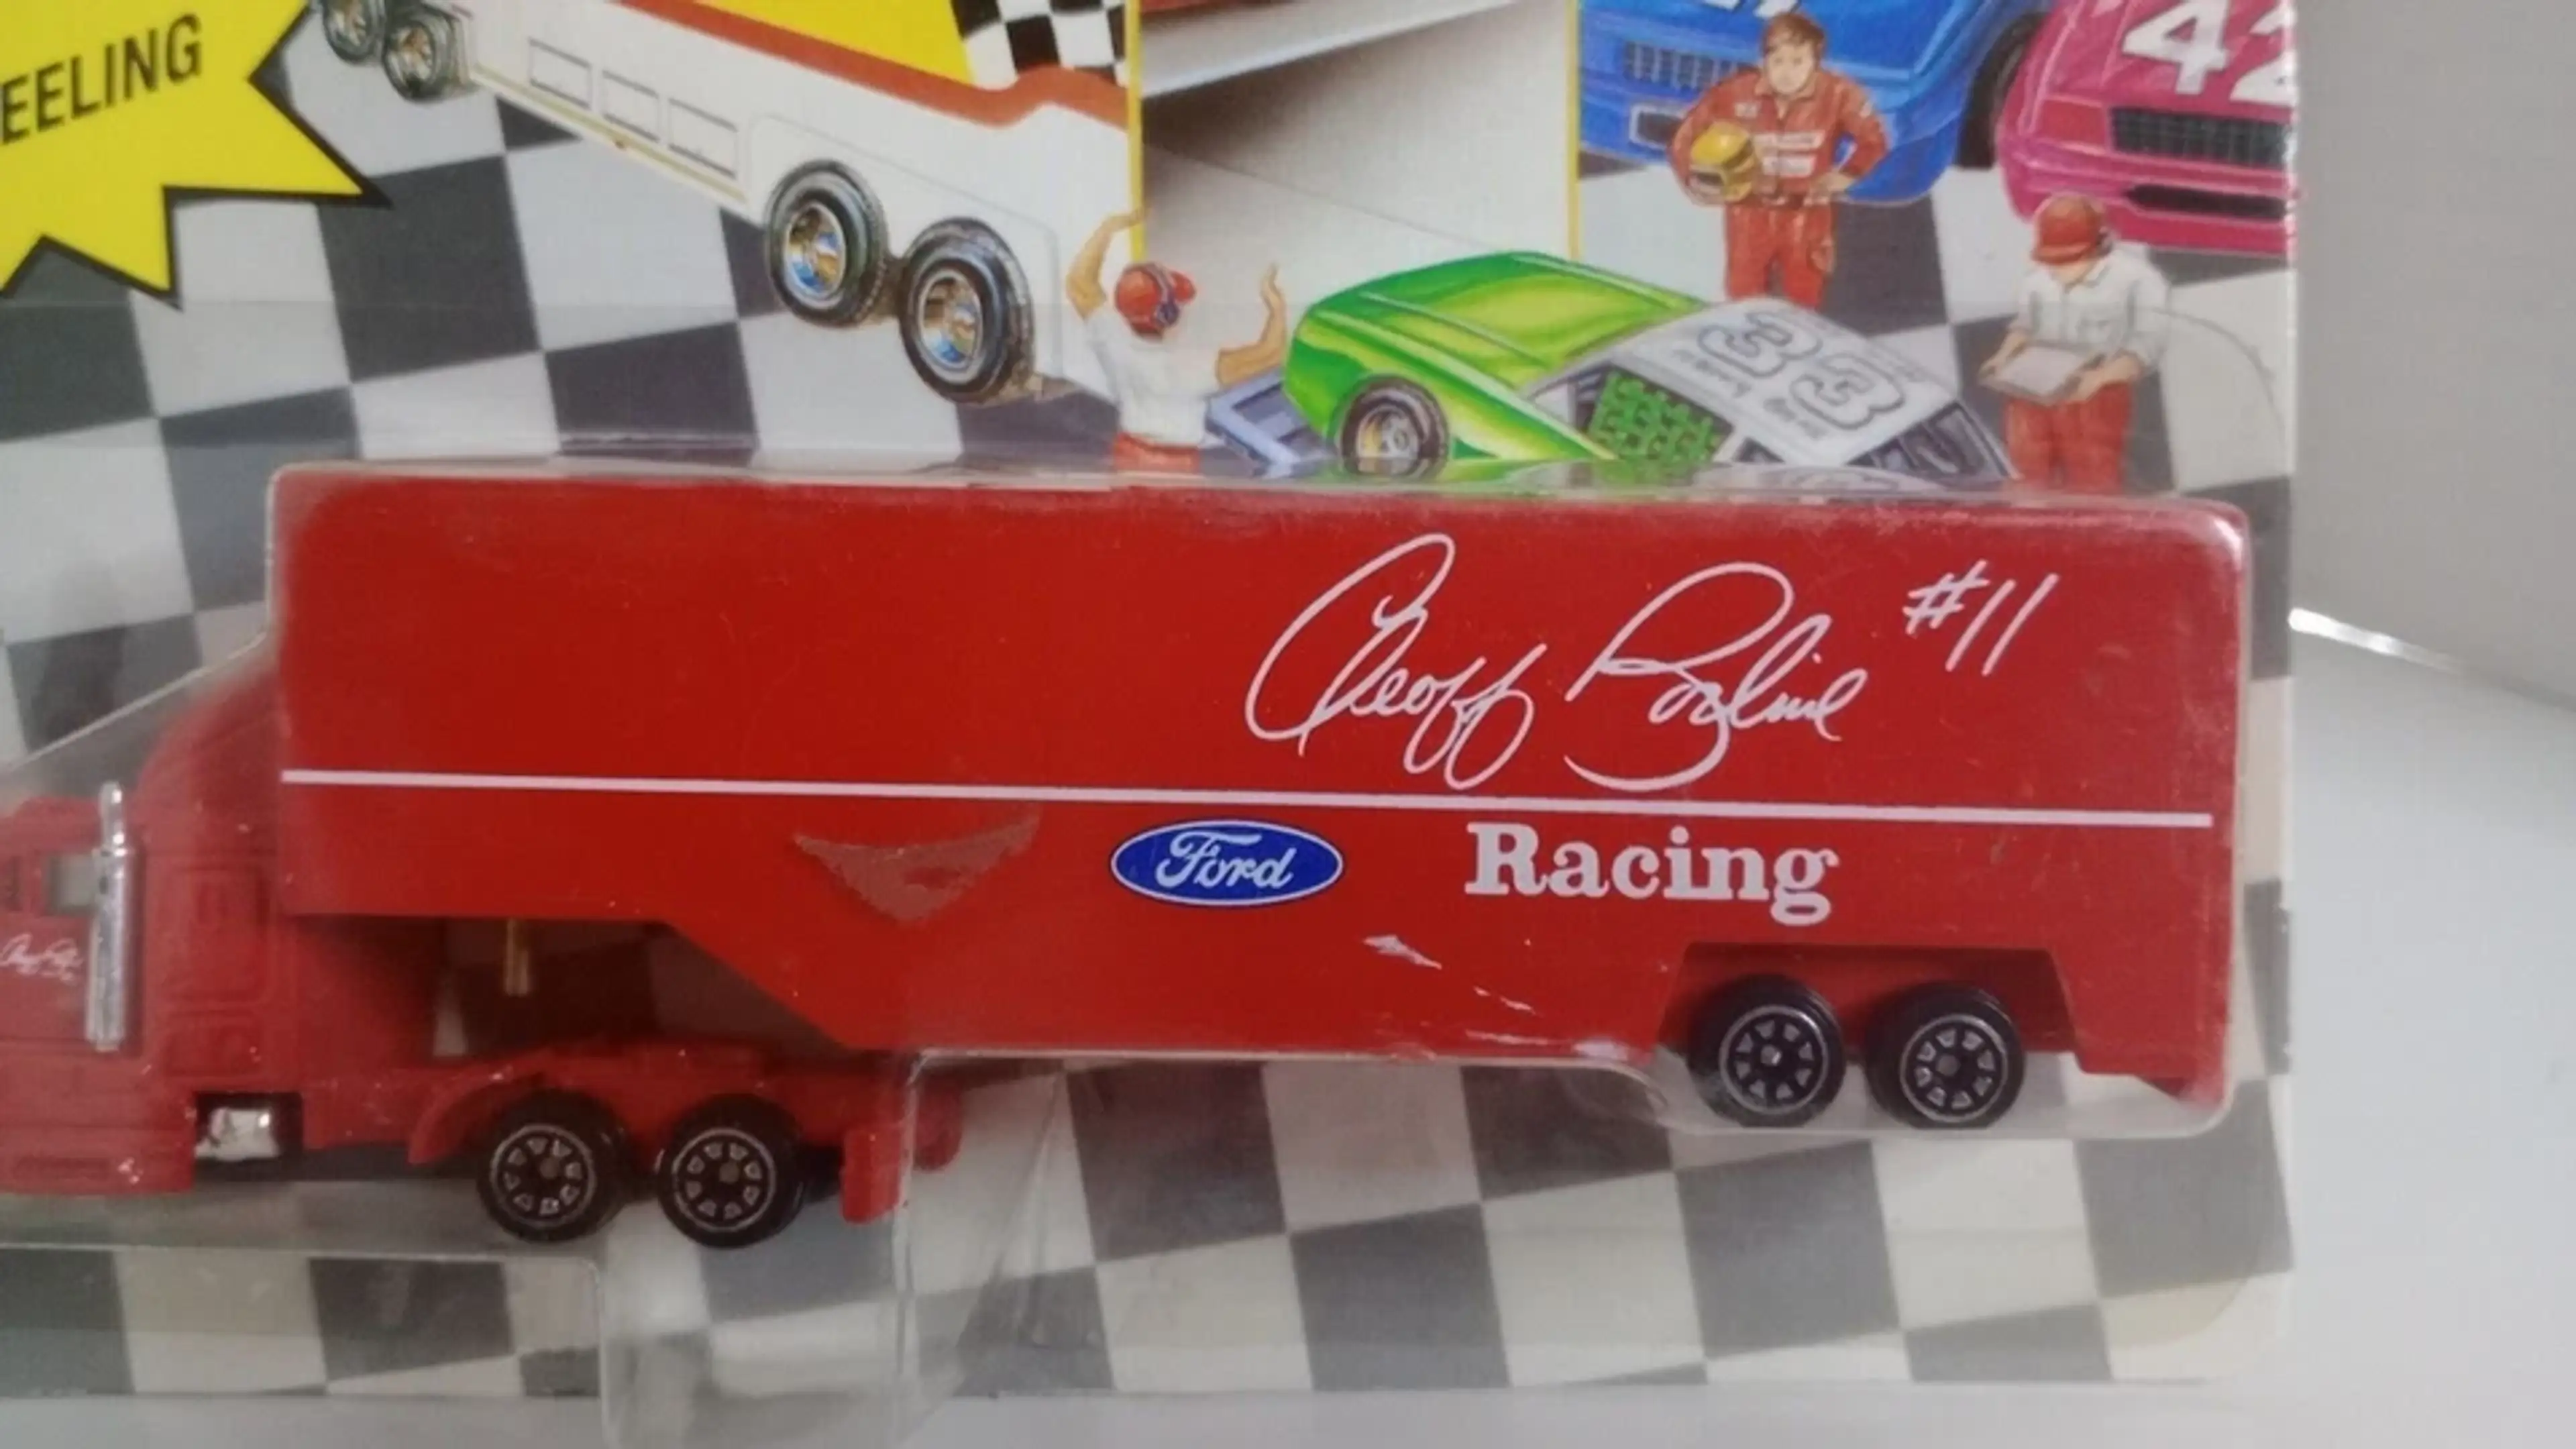 EELING
42
33
Geoff Bodine #11
Ford Racing